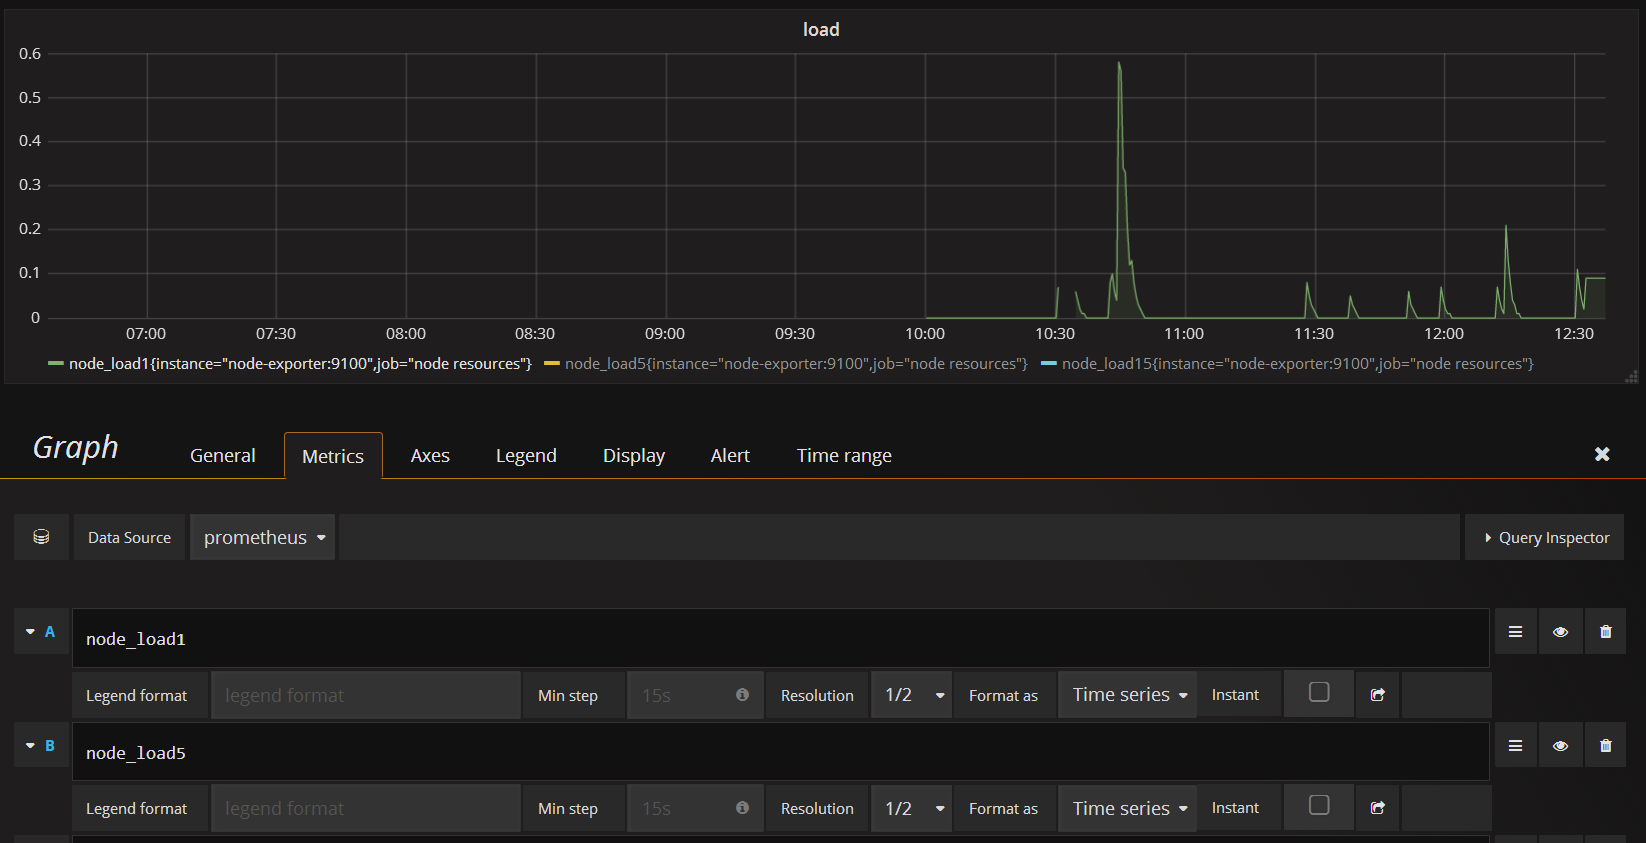 load
0.6
0.5
0.4
0.3
0.2
0.1
0
07:00 07:30 08:00 08:30 09:00 09:30 10:00 10:30 11:00 11:30 12:00 12:30
node_load1{instance="node-exporter:9100",job="node resources"} node_load5{instance="node-exporter:9100",job="node resources"} node_load15{instance="node-exporter:9100",job="node resources"}
Graph General Metrics Axes Legend Display Alert Time range
Data Source prometheus Query Inspector
A node_load1
Legend format legend format Min step 15s Resolution 1/2 Format as Time series Instant
B node_load5
Legend format legend format Min step 15s Resolution 1/2 Format as Time series Instant